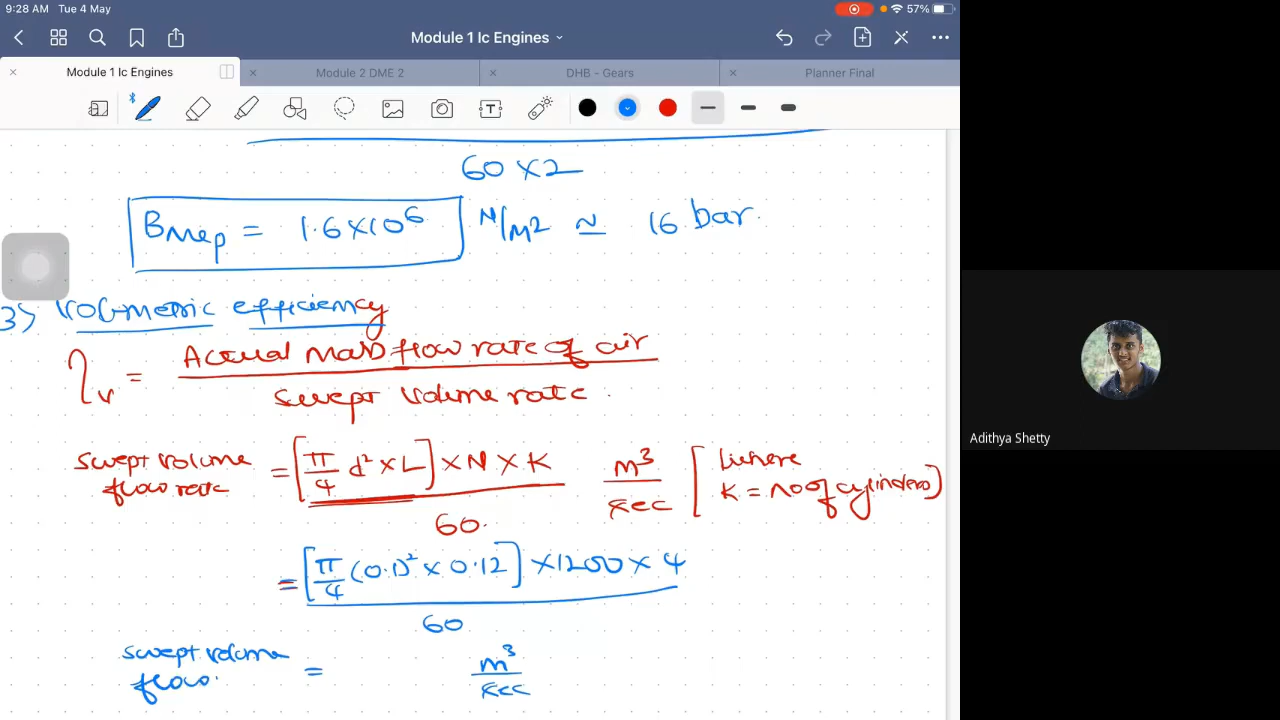 9:28 AM Tue 4 May
57%
Module 1 Ic Engines
Module 1 Ic Engines
Module 2 DME 2
DHB - Gears
Planner Final
60 × 2
Bmep = 1.6×10⁶ N/M2 ≃ 16 bar.
3) Volumetric efficiency
ηv = Actual mass flow rate of air
swept volume rate
swept volume flow rate = [π/4 d² × L] × N × K m³/sec [where K = no of cylinders]
60.
= [π/4 (0.1)² × 0.12] × 1200 × 4
60
swept volume flow. = m³/sec
Adithya Shetty